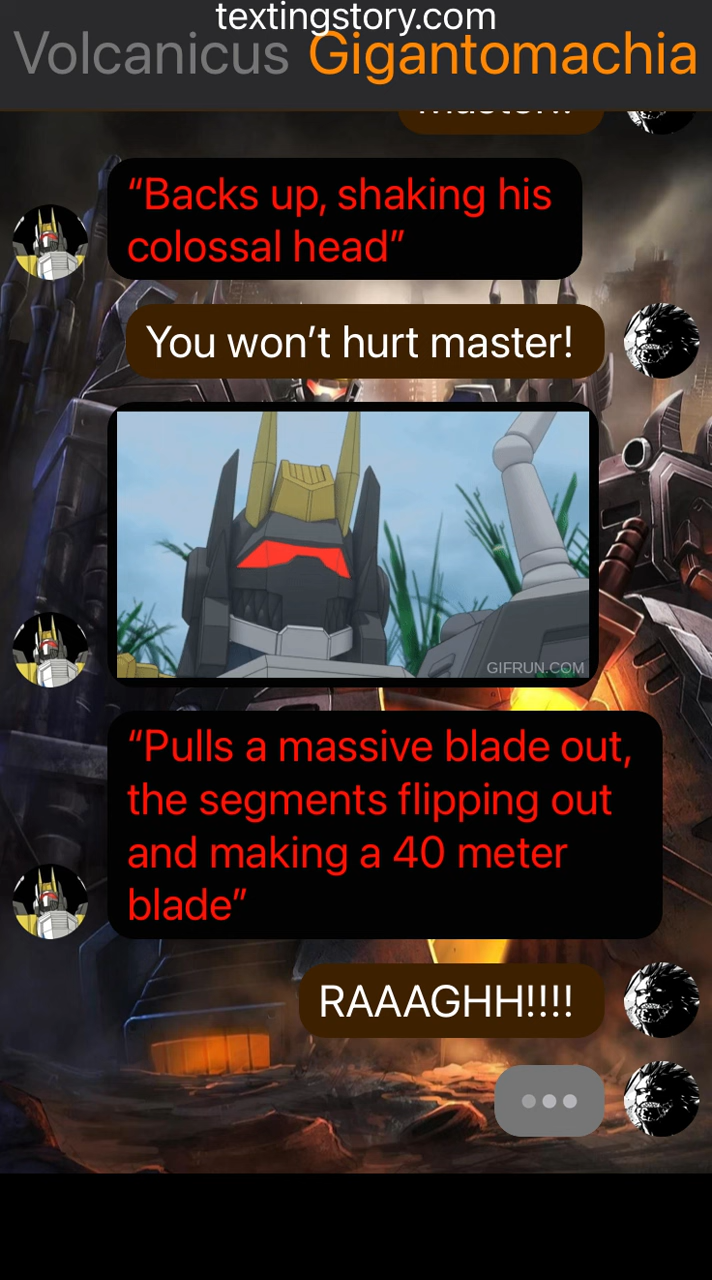 textingstory.com
Volcanicus Gigantomachia
“Backs up, shaking his
colossal head”
You won’t hurt master!
GIFRUN.COM
“Pulls a massive blade out,
the segments flipping out
and making a 40 meter
blade”
RAAAGHH!!!!